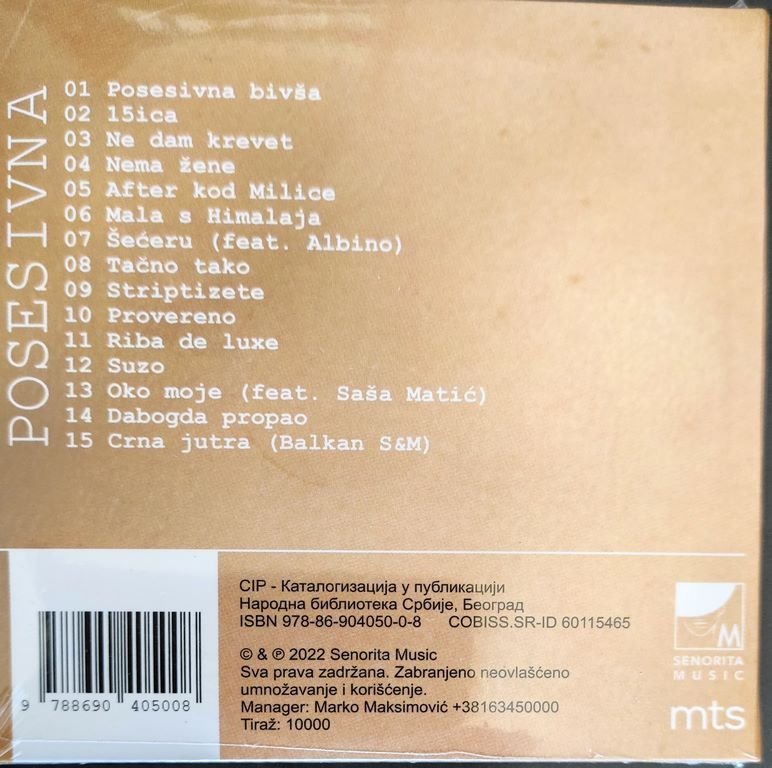 POSESIVNA
01 Posesivna bivša
02 15ica
03 Ne dam krevet
04 Nema žene
05 After kod Milice
06 Mala s Himalaja
07 Šećeru (feat. Albino)
08 Tačno tako
09 Striptizete
10 Provereno
11 Riba de luxe
12 Suzo
13 Oko moje (feat. Saša Matić)
14 Dabogda propao
15 Crna jutra (Balkan S&M)
CIP - Каталогизација у публикацији
Народна библиотека Србије, Београд
ISBN 978-86-904050-0-8 COBISS.SR-ID 60115465
© & ℗ 2022 Senorita Music
Sva prava zadržana. Zabranjeno neovlašćeno
umnožavanje i korišćenje.
Manager: Marko Maksimović +38163450000
Tiraž: 10000
9 788690 405008
M
SENORITA
MUSIC
mts